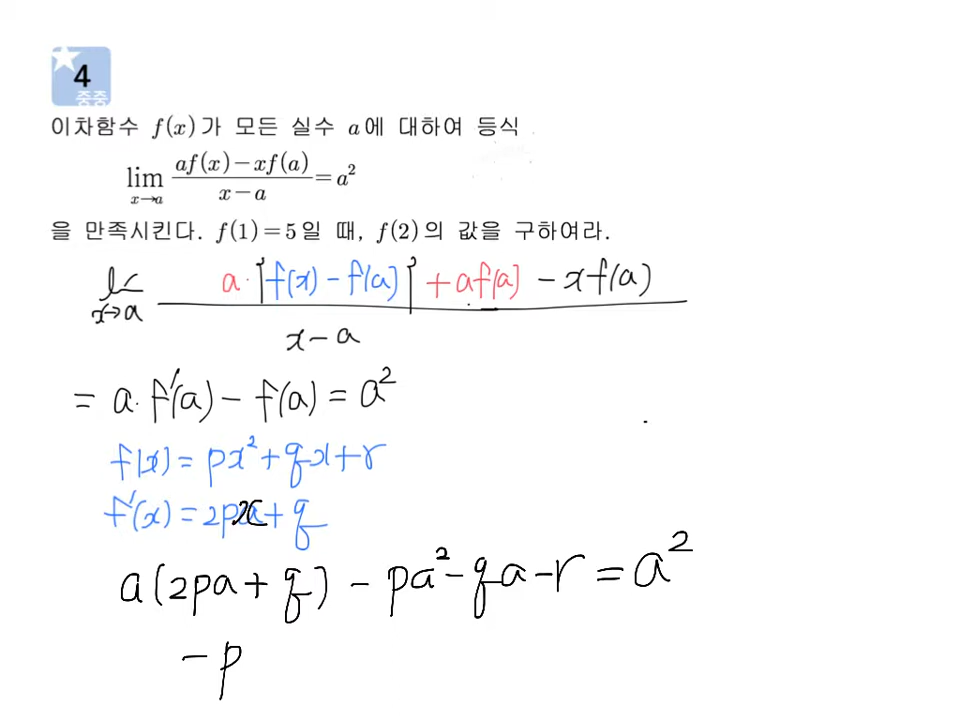 4
중중
이차함수 f(x)가 모든 실수 a에 대하여 등식
lim x→a (af(x)-xf(a))/(x-a) = a²
을 만족시킨다. f(1)=5일 때, f(2)의 값을 구하여라.
lim x→a (a·{f(x)-f(a)}+af(a)-xf(a))/(x-a)
= a·f'(a)-f(a)=a²
f(x)=px²+qx+r
f'(x)=2px+q
a(2pa+q)-pa²-qa-r=a²
-p